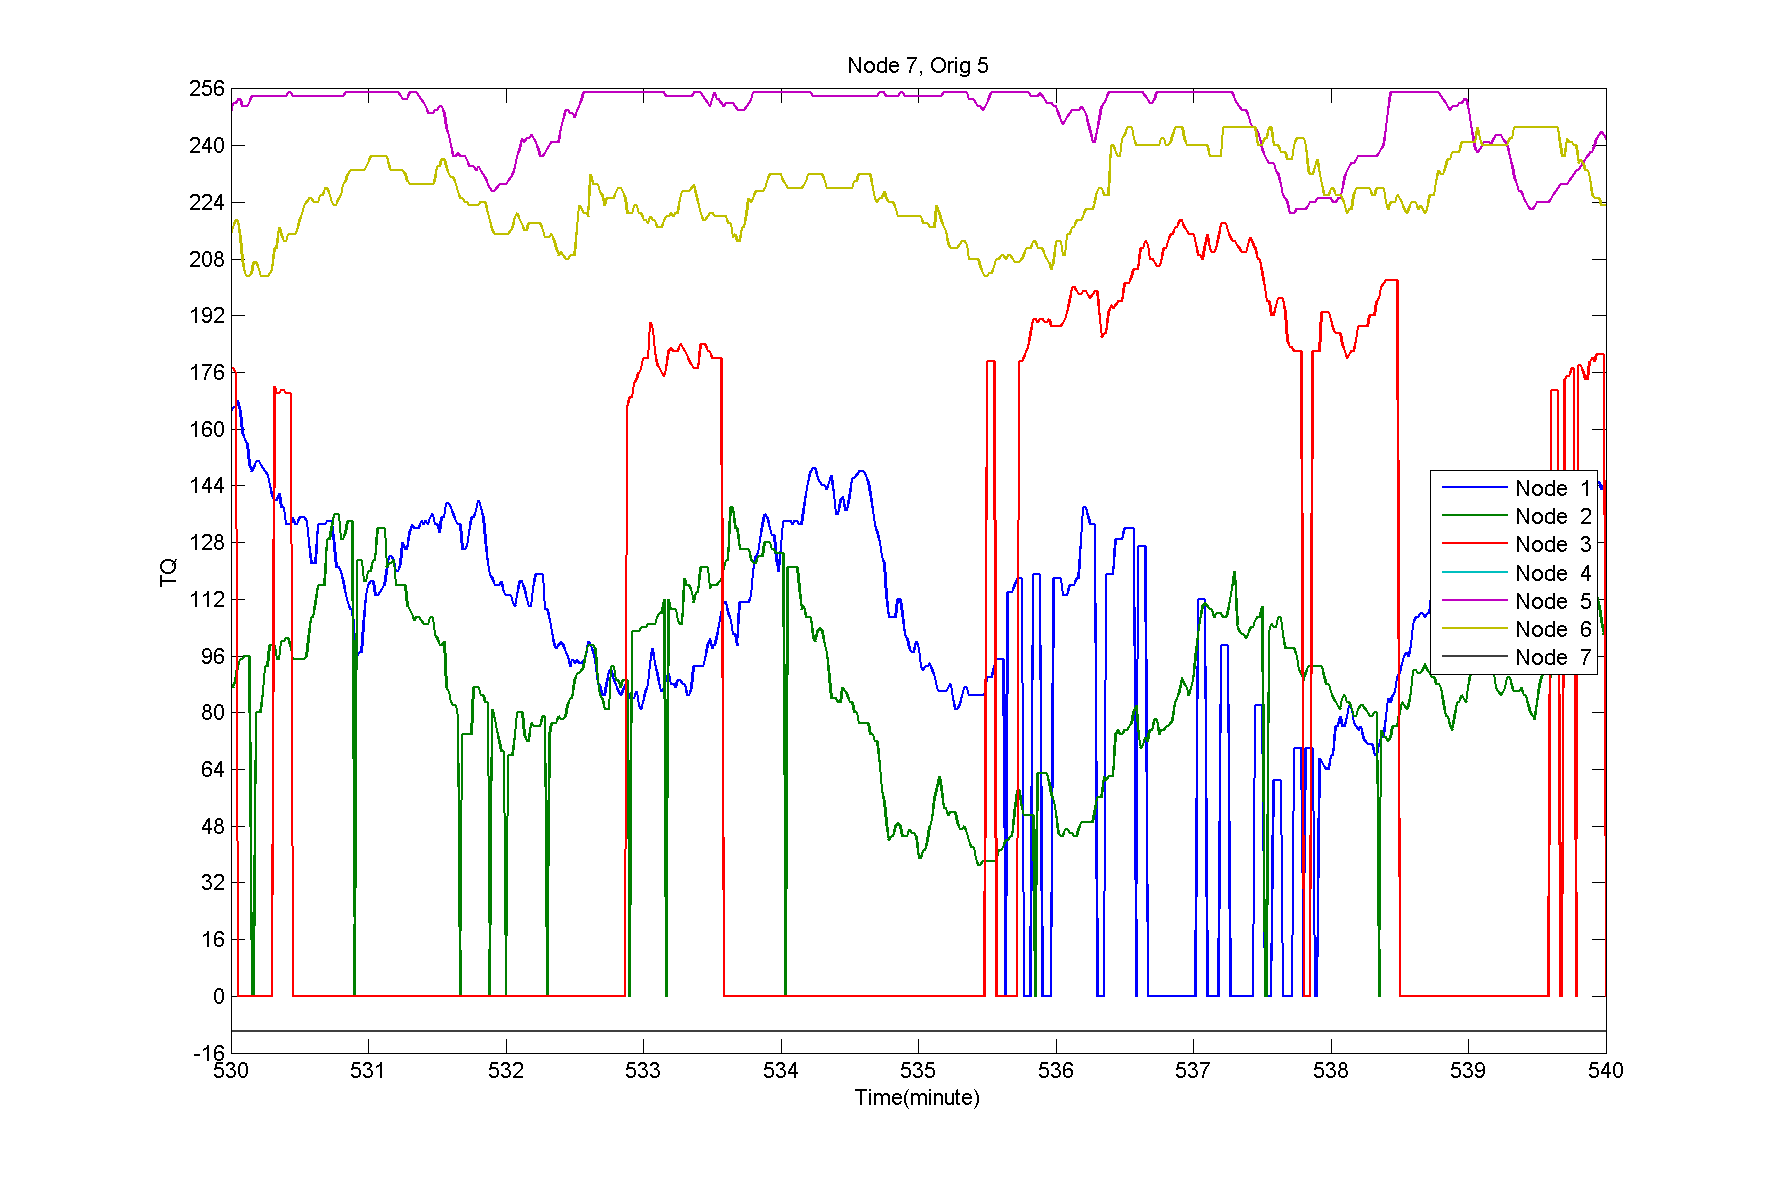 Node 7, Orig 5
256
240
224
208
192
176
160
144
128
112
96
80
64
48
32
16
0
-16
TQ
Node 1
Node 2
Node 3
Node 4
Node 5
Node 6
Node 7
530 531 532 533 534 535 536 537 538 539 540
Time(minute)